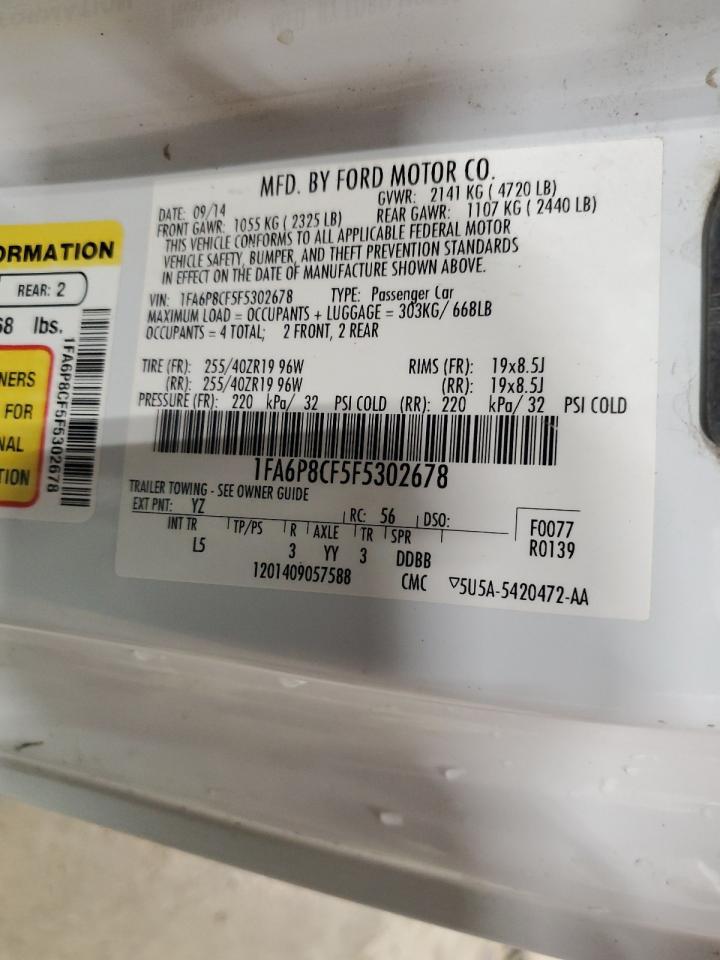 MFD. BY FORD MOTOR CO.
DATE: 09/14 GVWR: 2141 KG ( 4720 LB)
FRONT GAWR: 1055 KG ( 2325 LB) REAR GAWR: 1107 KG ( 2440 LB)
THIS VEHICLE CONFORMS TO ALL APPLICABLE FEDERAL MOTOR
VEHICLE SAFETY, BUMPER, AND THEFT PREVENTION STANDARDS
IN EFFECT ON THE DATE OF MANUFACTURE SHOWN ABOVE.
VIN: 1FA6P8CF5F5302678 TYPE: Passenger Car
MAXIMUM LOAD = OCCUPANTS + LUGGAGE = 303KG/ 668LB
OCCUPANTS = 4 TOTAL; 2 FRONT, 2 REAR
TIRE (FR): 255/40ZR19 96W RIMS (FR): 19x8.5J
(RR): 255/40ZR19 96W (RR): 19x8.5J
PRESSURE (FR): 220 kPa/ 32 PSI COLD (RR): 220 kPa/ 32 PSI COLD
1FA6P8CF5F5302678
TRAILER TOWING - SEE OWNER GUIDE
EXT PNT: YZ RC: 56 DSO: F0077
INT TR TP/PS R AXLE TR SPR R0139
L5 3 YY 3 DDBB
1201409057588 CMC ▽5U5A-5420472-AA
ORMATION
REAR: 2
68 lbs.
NERS
FOR
NAL
TION
1FA6P8CF5F5302678